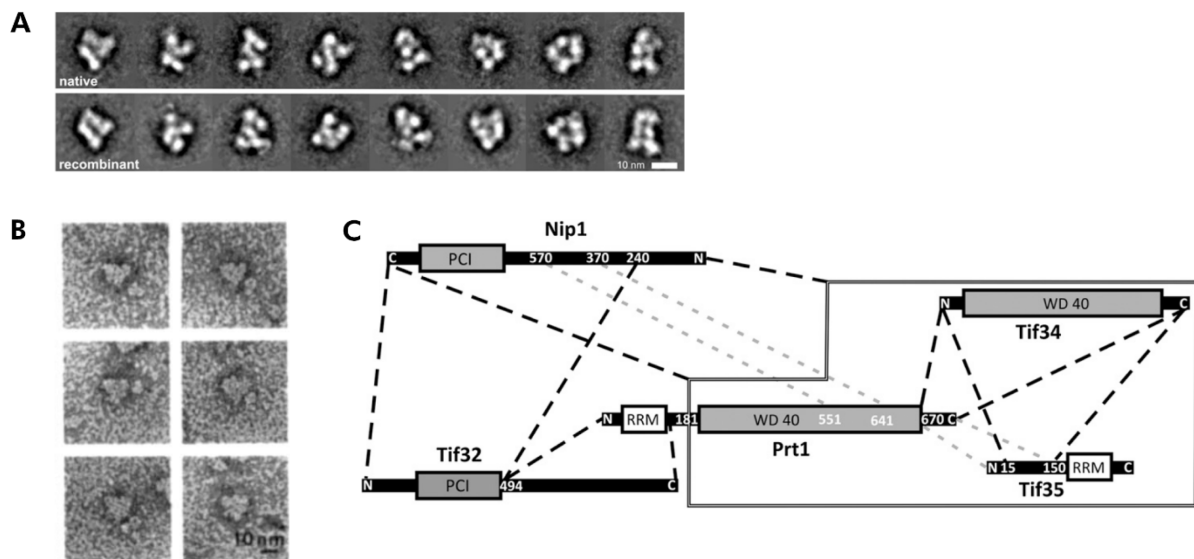 A
native
recombinant
10 nm
B
10 nm
C
Nip1
C PCI 570 370 240 N
N WD 40 C
Tif34
N RRM 181 WD 40 551 641 670 C
Prt1
Tif32
N PCI 494 C
N 15 150 RRM C
Tif35